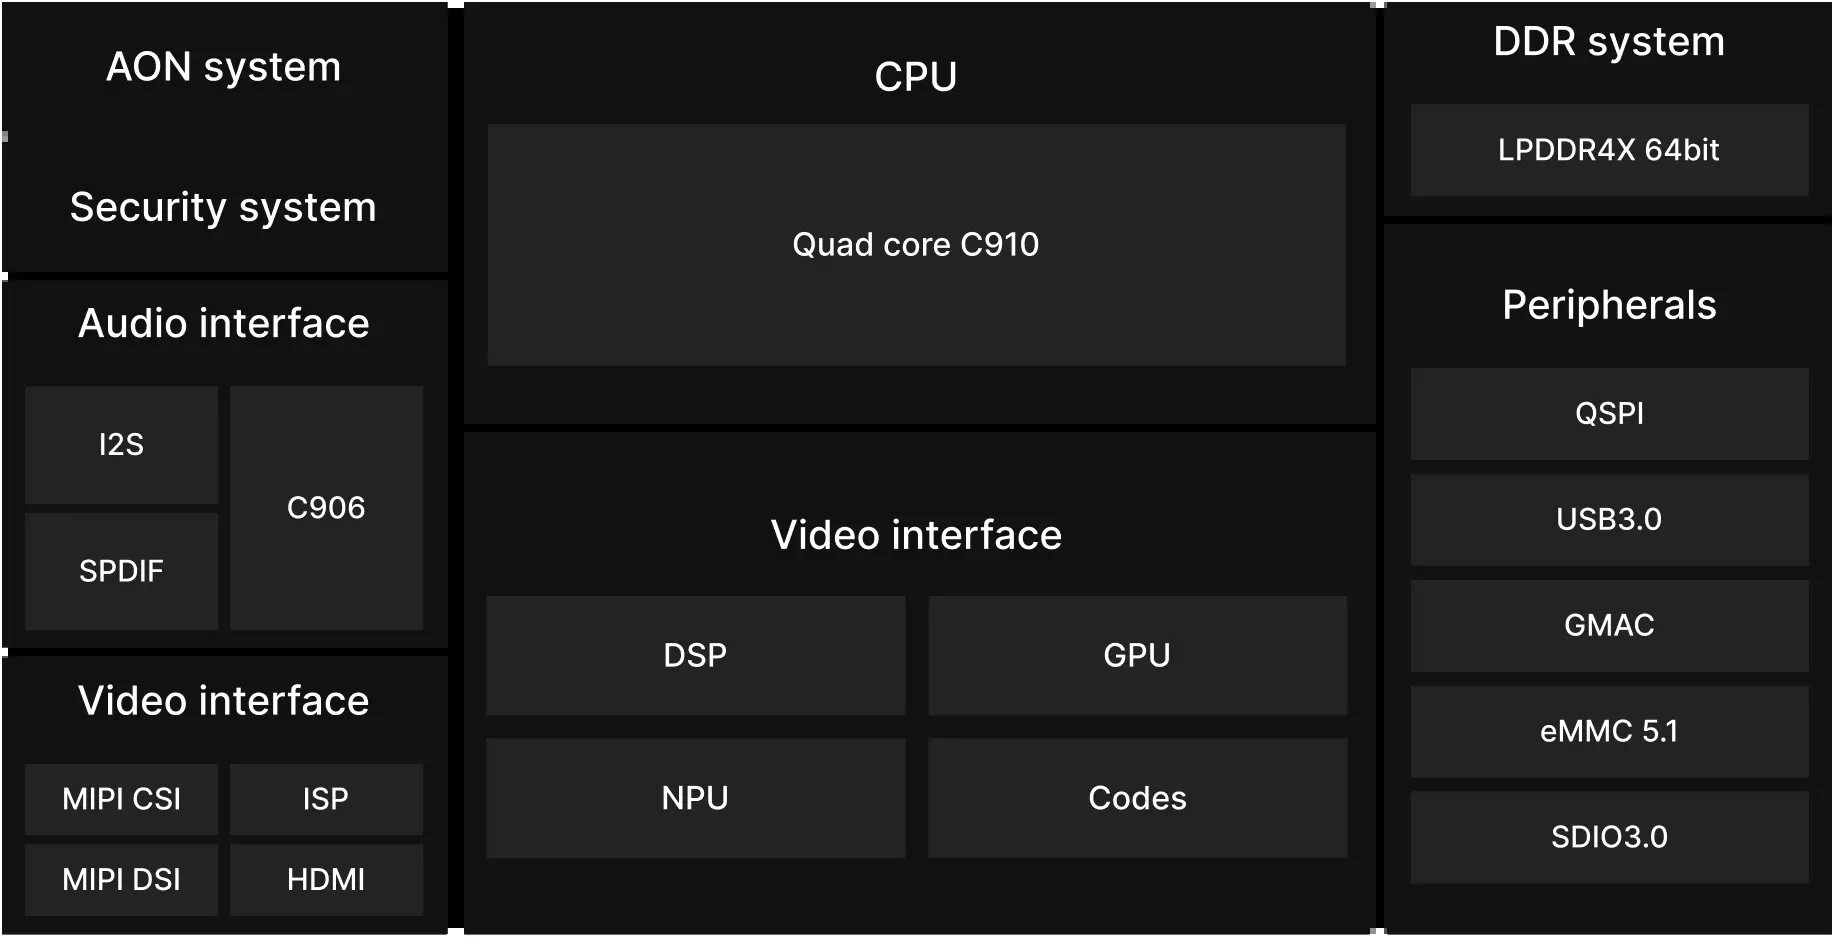 AON system
Security system
Audio interface
I2S
C906
SPDIF
Video interface
MIPI CSI
ISP
MIPI DSI
HDMI
CPU
Quad core C910
Video interface
DSP
GPU
NPU
Codes
DDR system
LPDDR4X 64bit
Peripherals
QSPI
USB3.0
GMAC
eMMC 5.1
SDIO3.0